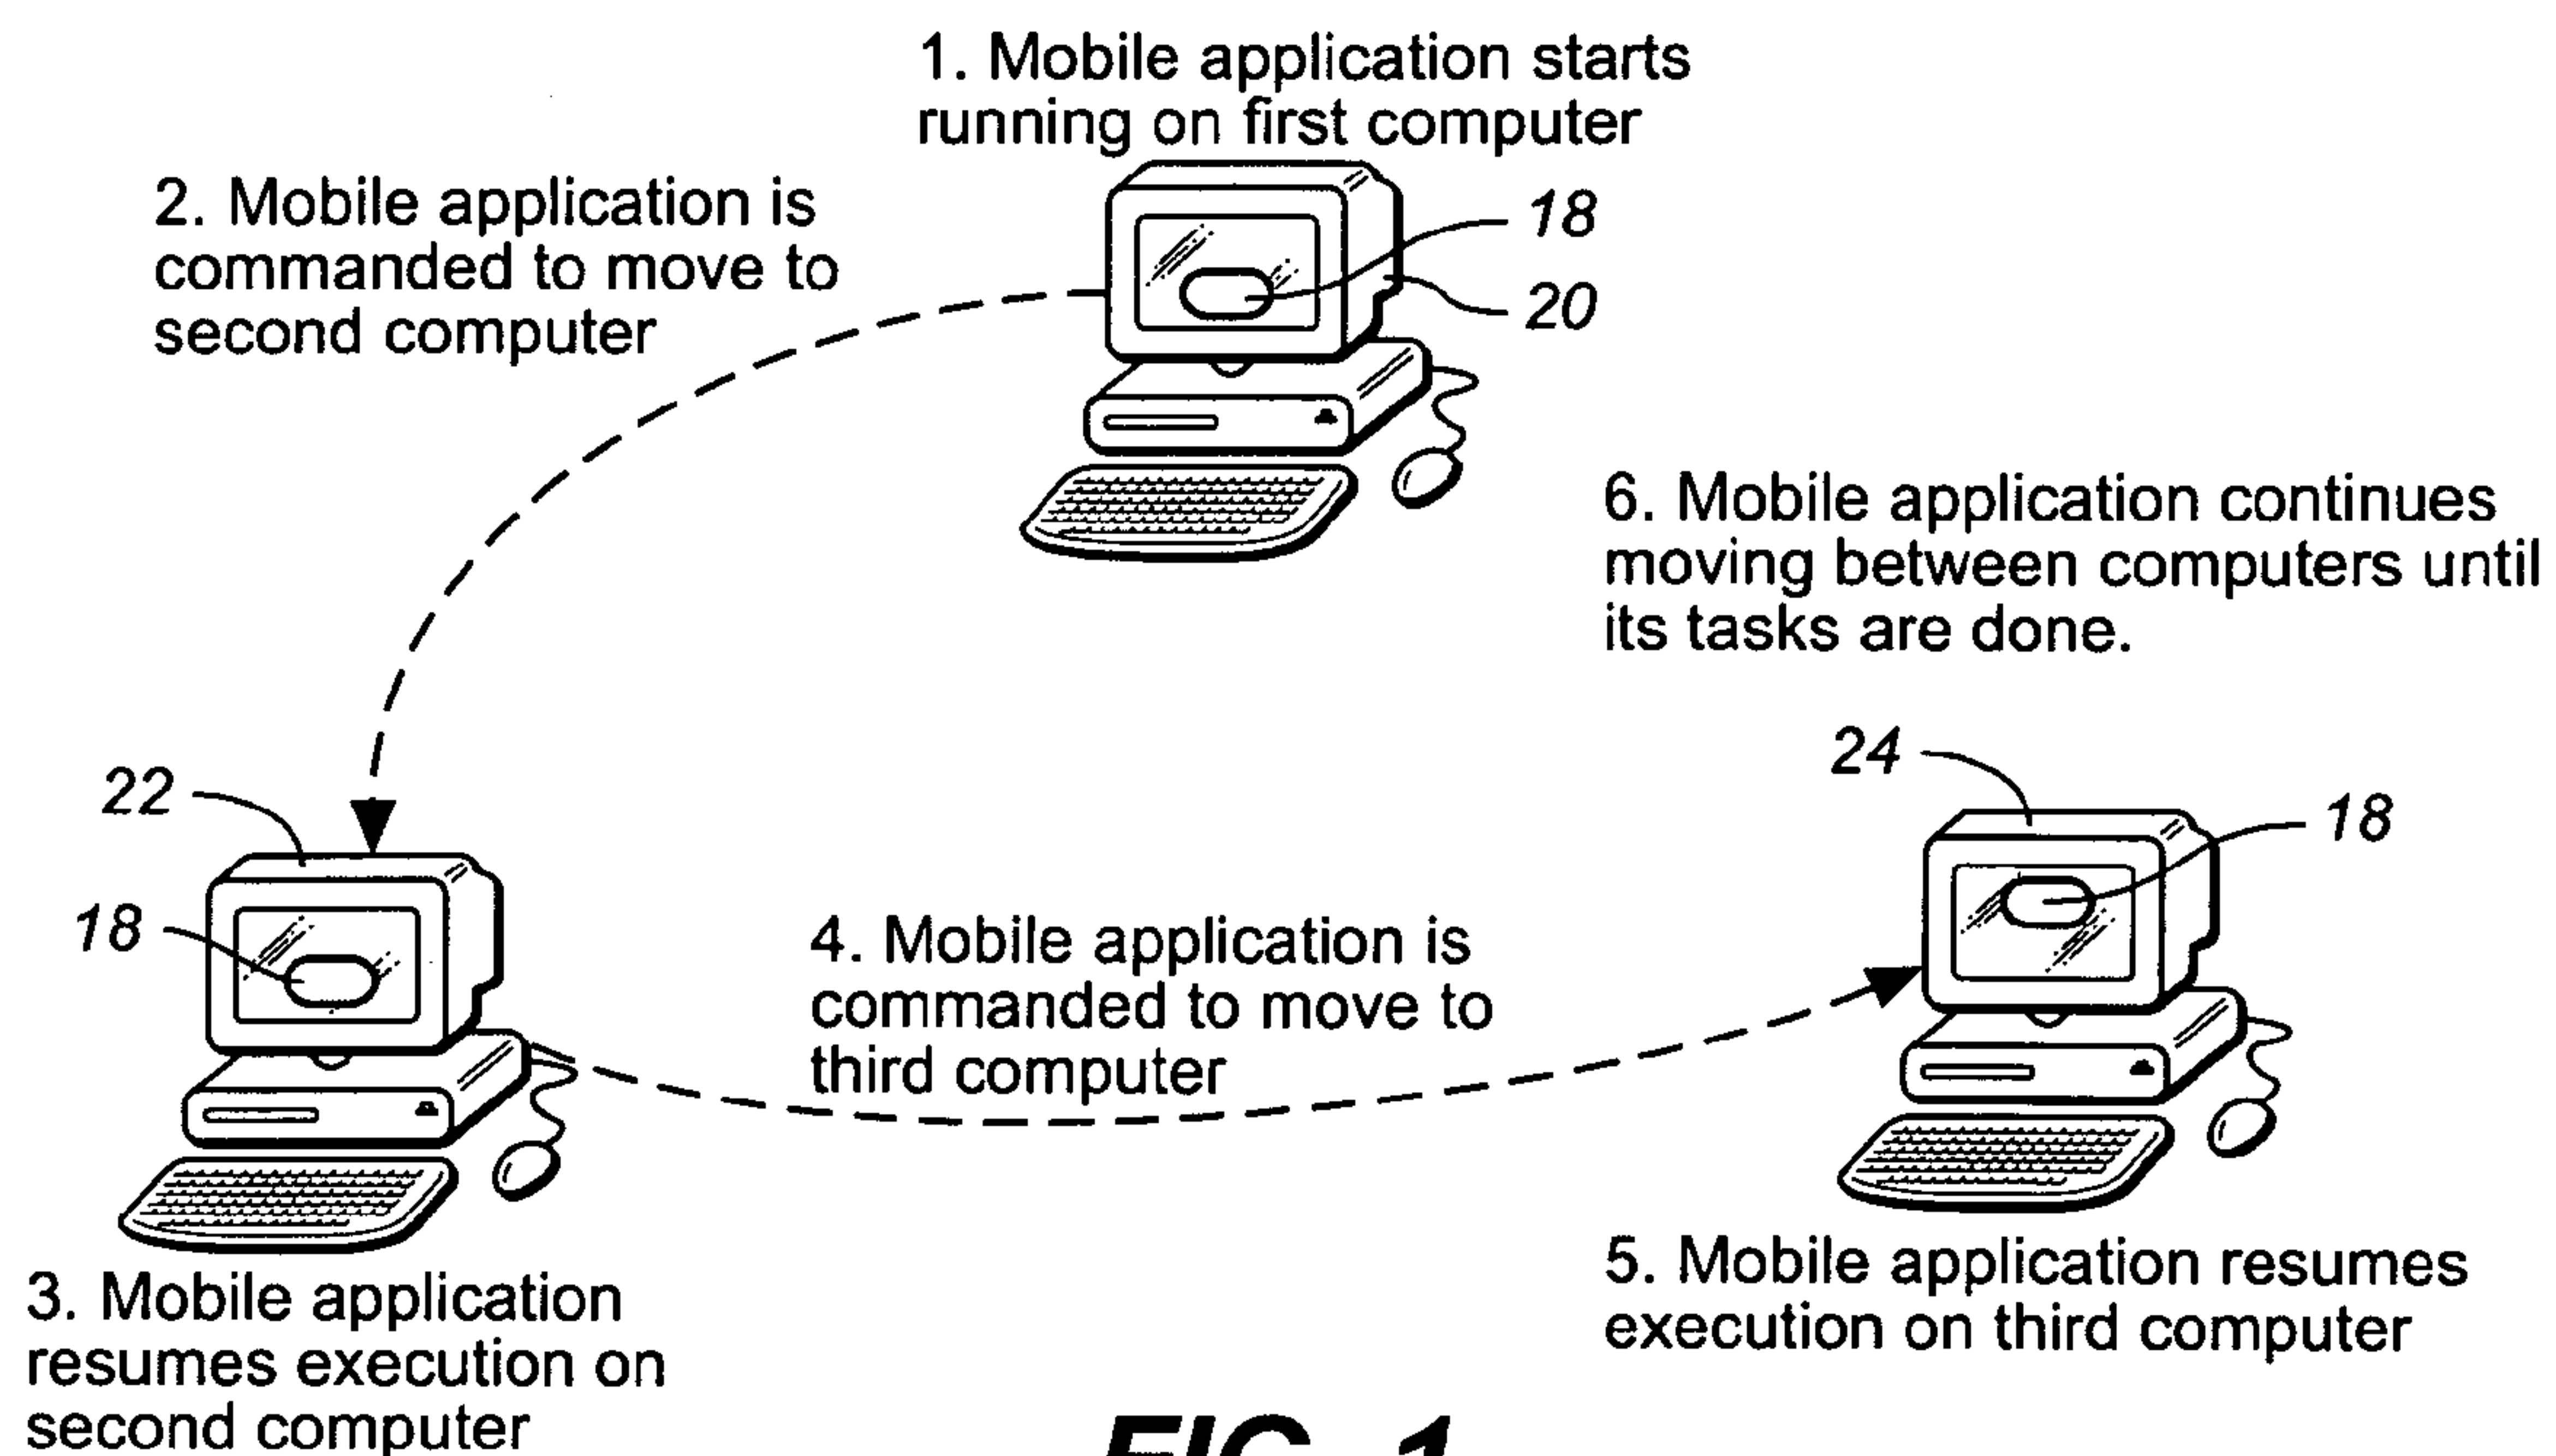 1. Mobile application starts
running on first computer
2. Mobile application is
commanded to move to
second computer
18
20
6. Mobile application continues
moving between computers until
its tasks are done.
22
18
24
18
4. Mobile application is
commanded to move to
third computer
3. Mobile application
resumes execution on
second computer
5. Mobile application resumes
execution on third computer
FIG. 1